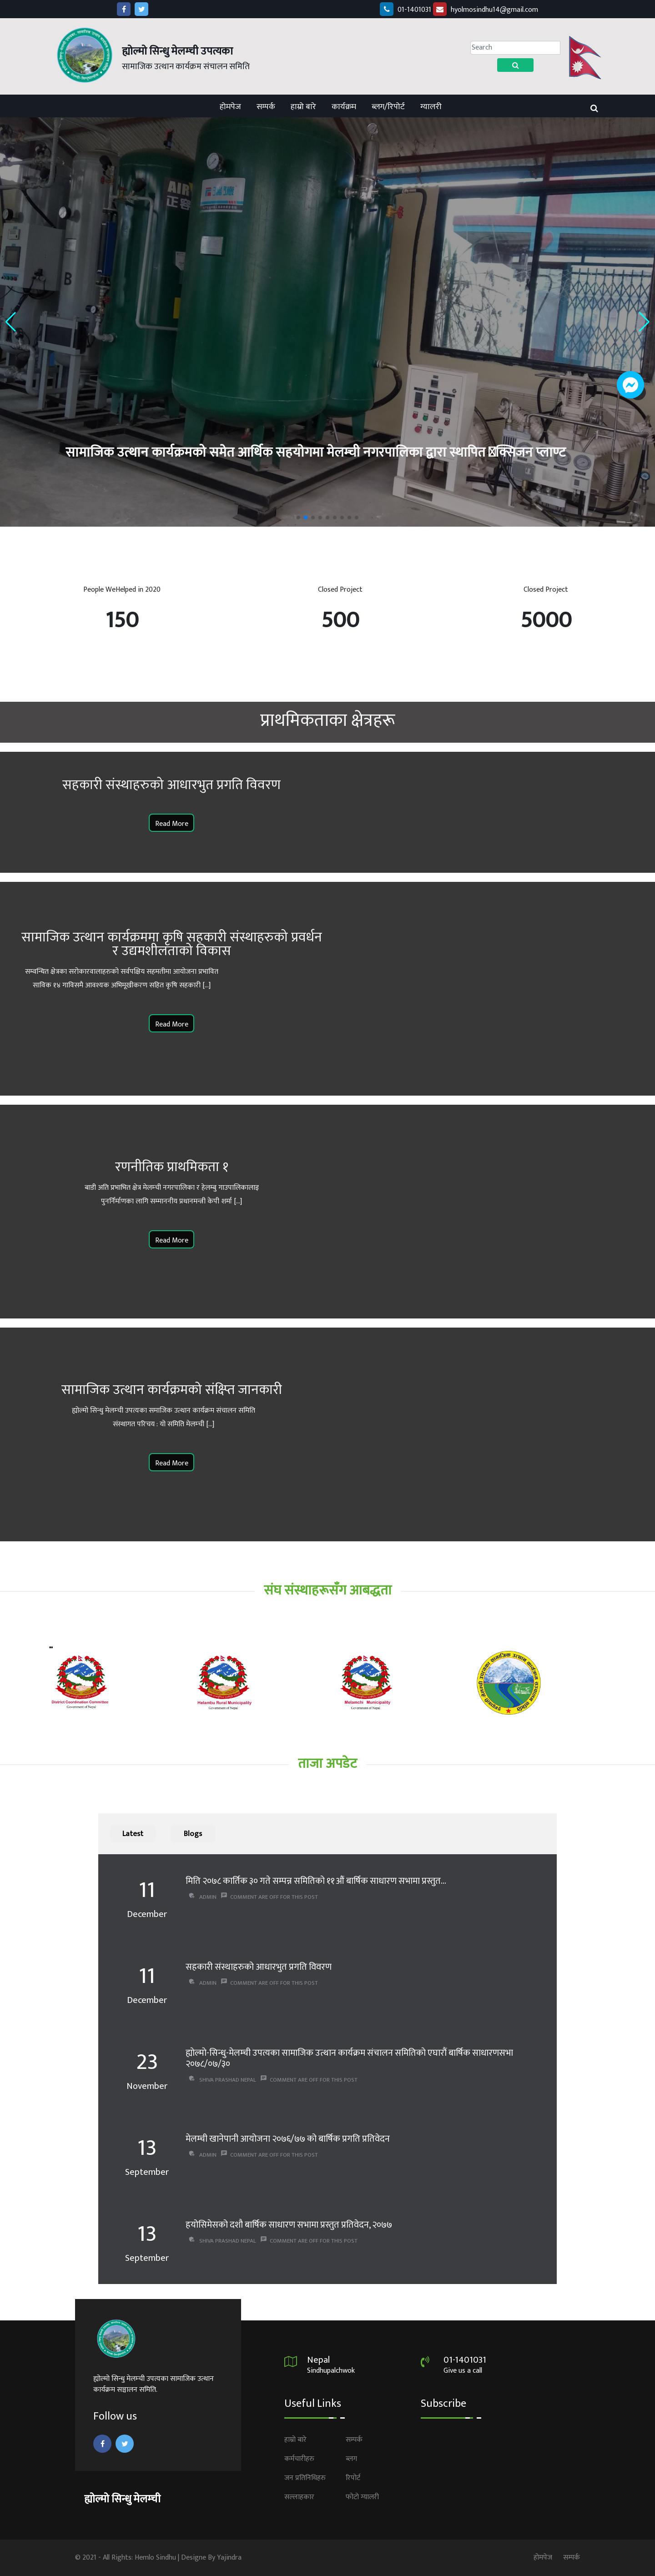 01-1401031 hyolmosindhu14@gmail.com
ह्योल्मो सिन्धु मेलम्ची उपत्यका
सामाजिक उत्थान कार्यक्रम संचालन समिति
Search
होमपेज सम्पर्क हाम्रो बारे कार्यक्रम ब्लग/रिपोर्ट ग्यालरी
सामाजिक उत्थान कार्यक्रमको समेत आर्थिक सहयोगमा मेलम्ची नगरपालिका द्वारा स्थापित क्सिजन प्लाण्ट
People WeHelped in 2020
150
Closed Project
500
Closed Project
5000
प्राथमिकताका क्षेत्रहरू
सहकारी संस्थाहरुको आधारभुत प्रगति विवरण
Read More
सामाजिक उत्थान कार्यक्रममा कृषि सहकारी संस्थाहरुको प्रवर्धन
र उद्यमशीलताको विकास
सम्वन्धित क्षेत्रका सरोकारवालाहरुको सर्वपक्षिय सहमतीमा आयोजना प्रभावित
साविक १४ गाविसमै आवश्यक अभिमूखीकरण सहित कृषि सहकारी [...]
Read More
रणनीतिक प्राथमिकता १
बाढी अति प्रभाभित क्षेत्र मेलम्ची नगरपालिका र हेलम्बु गाउपालिकालाइ
पुनर्निर्माणका लागि सम्माननीय प्रधानमन्त्री केपी शर्मा [...]
Read More
सामाजिक उत्थान कार्यक्रमको संक्षिप्त जानकारी
ह्योल्मो सिन्धु मेलम्ची उपत्यका समाजिक उत्थान कार्यक्रम संचालन समिति
संस्थागत परिचय : यो समिति मेलम्ची [...]
Read More
संघ संस्थाहरूसँग आबद्धता
District Coordination Committee
Helambu Rural Municipality
Melamchi Municipality
ताजा अपडेट
Latest Blogs
11
December
मिति २०७८ कार्तिक ३० गते सम्पन्न समितिको ११ औं बार्षिक साधारण सभामा प्रस्तुत...
ADMIN COMMENT ARE OFF FOR THIS POST
11
December
सहकारी संस्थाहरुको आधारभुत प्रगति विवरण
ADMIN COMMENT ARE OFF FOR THIS POST
23
November
ह्योल्मो-सिन्धु-मेलम्ची उपत्यका सामाजिक उत्थान कार्यक्रम संचालन समितिको एघारौं बार्षिक साधारणसभा
२०७८/०७/३०
SHIVA PRASHAD NEPAL COMMENT ARE OFF FOR THIS POST
13
September
मेलम्ची खानेपानी आयोजना २०७६/७७ को बार्षिक प्रगति प्रतिवेदन
ADMIN COMMENT ARE OFF FOR THIS POST
13
September
हयोसिमेसको दशौ बार्षिक साधारण सभामा प्रस्तुत प्रतिवेदन, २०७७
SHIVA PRASHAD NEPAL COMMENT ARE OFF FOR THIS POST
ह्योल्मो सिन्धु मेलम्ची उपत्यका सामाजिक उत्थान
कार्यक्रम सञ्चालन समिति.
Follow us
ह्योल्मो सिन्धु मेलम्ची
Nepal
Sindhupalchwok
01-1401031
Give us a call
Useful Links
हाम्रो बारे सम्पर्क
कर्मचारीहरु ब्लग
जन प्रतिनिधिहरु रिपोर्ट
सल्लाहकार फोटो ग्यालरी
Subscribe
© 2021 - All Rights: Hemlo Sindhu | Designe By Yajindra
होमपेज सम्पर्क